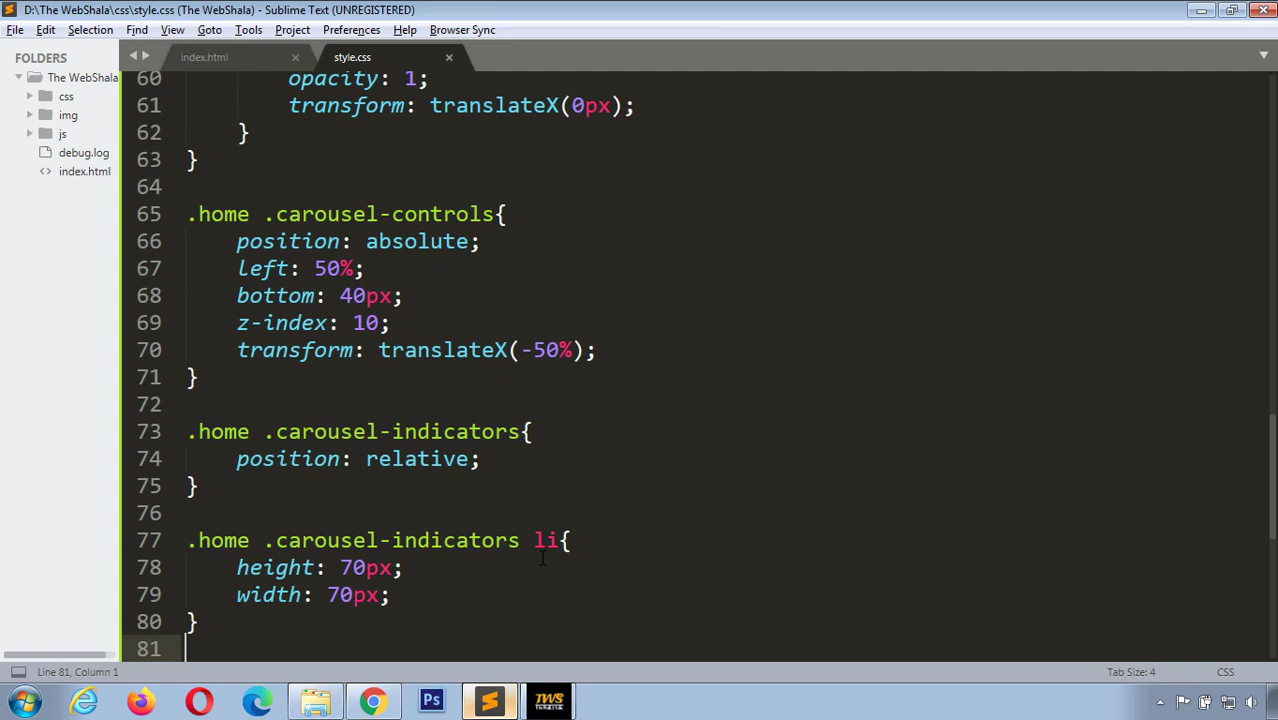 D:\The WebShala\css\style.css (The WebShala) - Sublime Text (UNREGISTERED)
File Edit Selection Find View Goto Tools Project Preferences Help Browser Sync
FOLDERS
The WebShala
css
img
js
debug.log
index.html
index.html
style.css
60 opacity: 1;
61 transform: translateX(0px);
62 }
63 }
64
65 .home .carousel-controls{
66 position: absolute;
67 left: 50%;
68 bottom: 40px;
69 z-index: 10;
70 transform: translateX(-50%);
71 }
72
73 .home .carousel-indicators{
74 position: relative;
75 }
76
77 .home .carousel-indicators li{
78 height: 70px;
79 width: 70px;
80 }
81
Line 81, Column 1
Tab Size: 4
CSS
Ps
TWS